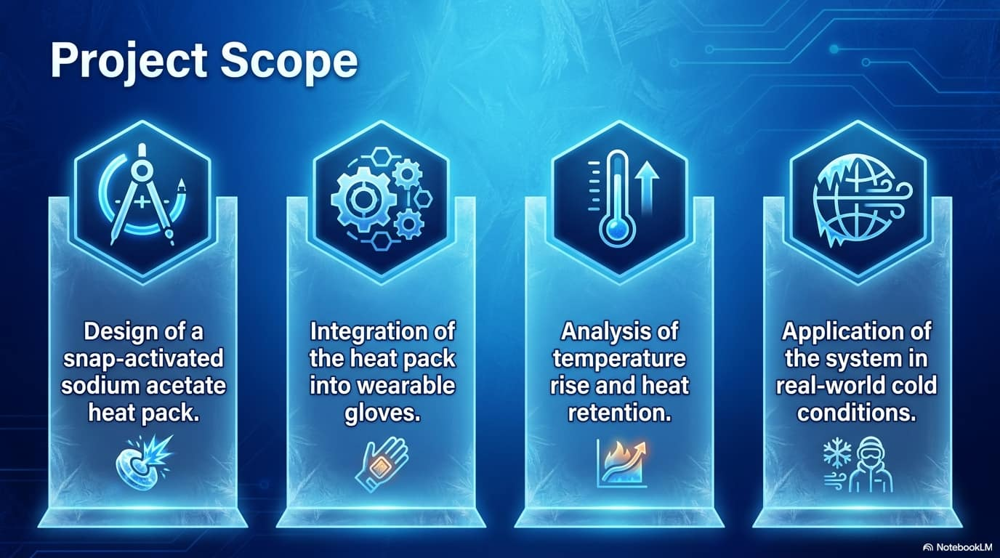 Project Scope
Design of a
snap-activated
sodium acetate
heat pack.
Integration of
the heat pack
into wearable
gloves.
Analysis of
temperature
rise and heat
retention.
Application of
the system in
real-world cold
conditions.
NotebookLM